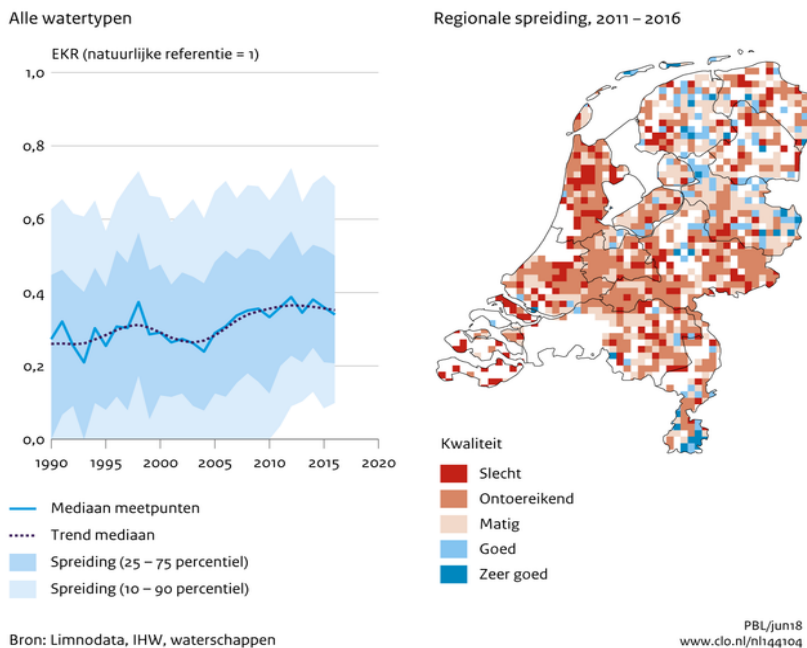 Alle watertypen
EKR (natuurlijke referentie = 1)
1,0
0,8
0,6
0,4
0,2
0,0
1990 1995 2000 2005 2010 2015 2020
Mediaan meetpunten
Trend mediaan
Spreiding (25 – 75 percentiel)
Spreiding (10 – 90 percentiel)
Regionale spreiding, 2011 – 2016
Kwaliteit
Slecht
Ontoereikend
Matig
Goed
Zeer goed
Bron: Limnodata, IHW, waterschappen
PBL/jun18
www.clo.nl/nl144104